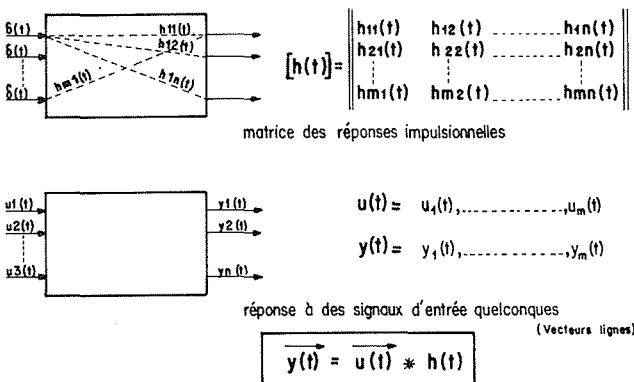 δ(t) h11(t)
δ(t) h12(t)
δ(t) hm1(t) h1n(t)
[h(t)] = h11(t) h12(t) ........ h1n(t)
h21(t) h22(t) ........ h2n(t)
hm1(t) hm2(t) ........ hmn(t)
matrice des réponses impulsionnelles
u1(t) y1(t)
u2(t) y2(t)
u3(t) yn(t)
u(t) = u1(t),............,um(t)
y(t) = y1(t),............,ym(t)
réponse à des signaux d'entrée quelconques
(Vecteurs lignes)
y(t) = u(t) * h(t)